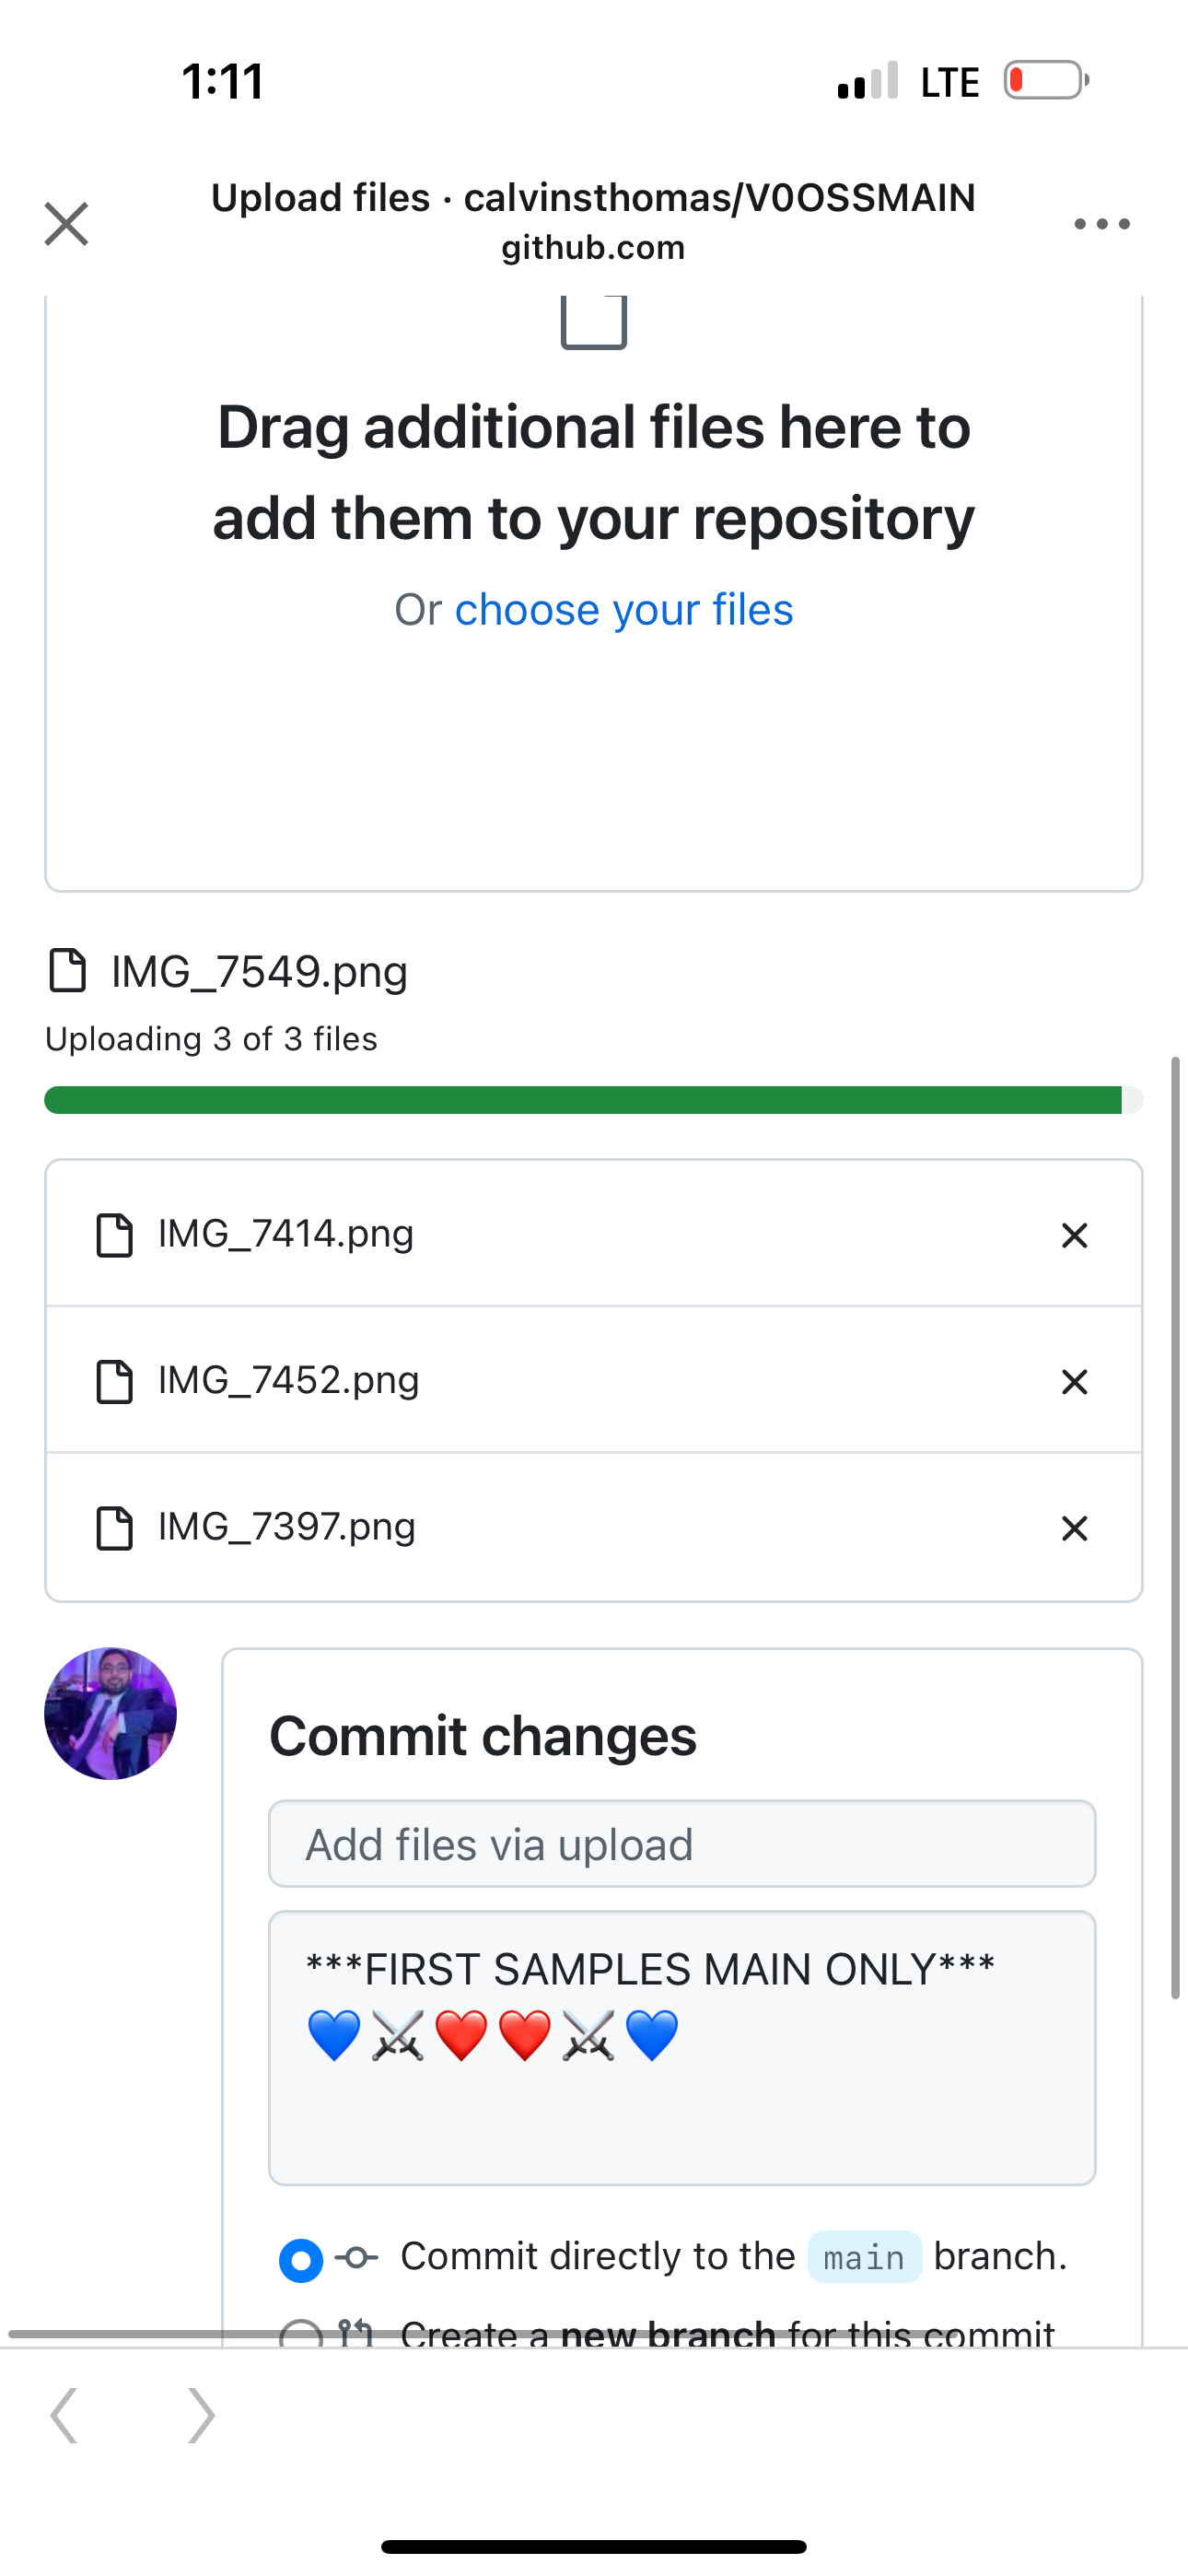 1:11
LTE
Upload files · calvinsthomas/V0OSSMAIN
github.com
Drag additional files here to
add them to your repository
Or choose your files
IMG_7549.png
Uploading 3 of 3 files
IMG_7414.png
IMG_7452.png
IMG_7397.png
Commit changes
Add files via upload
***FIRST SAMPLES MAIN ONLY***
💙⚔️❤️❤️⚔️💙
Commit directly to the main branch.
Create a new branch for this commit